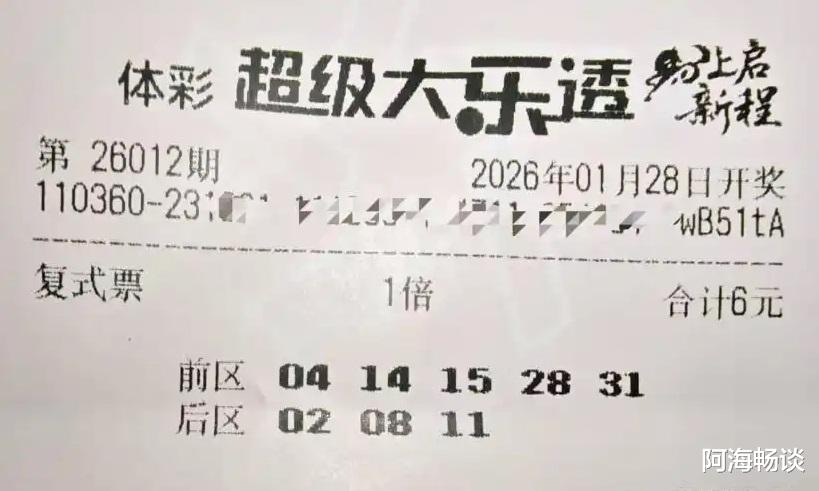 体彩 超级大乐透 马上启
新程
第 26012期 2026年01月28日开奖
110360-23 wB51tA
复式票 1倍 合计6元
前区 04 14 15 28 31
后区 02 08 11
阿海畅谈